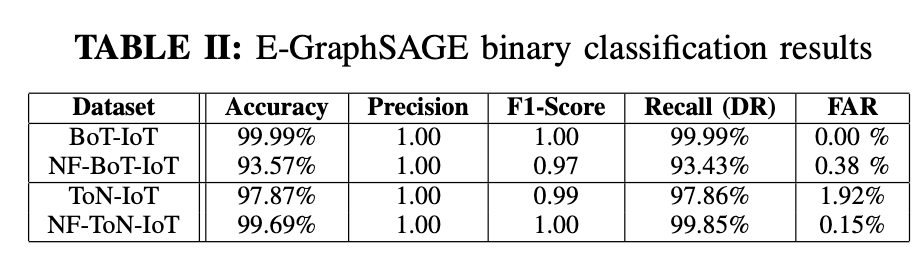 TABLE II: E-GraphSAGE binary classification results
Dataset Accuracy Precision F1-Score Recall (DR) FAR
BoT-IoT 99.99% 1.00 1.00 99.99% 0.00 %
NF-BoT-IoT 93.57% 1.00 0.97 93.43% 0.38 %
ToN-IoT 97.87% 1.00 0.99 97.86% 1.92%
NF-ToN-IoT 99.69% 1.00 1.00 99.85% 0.15%